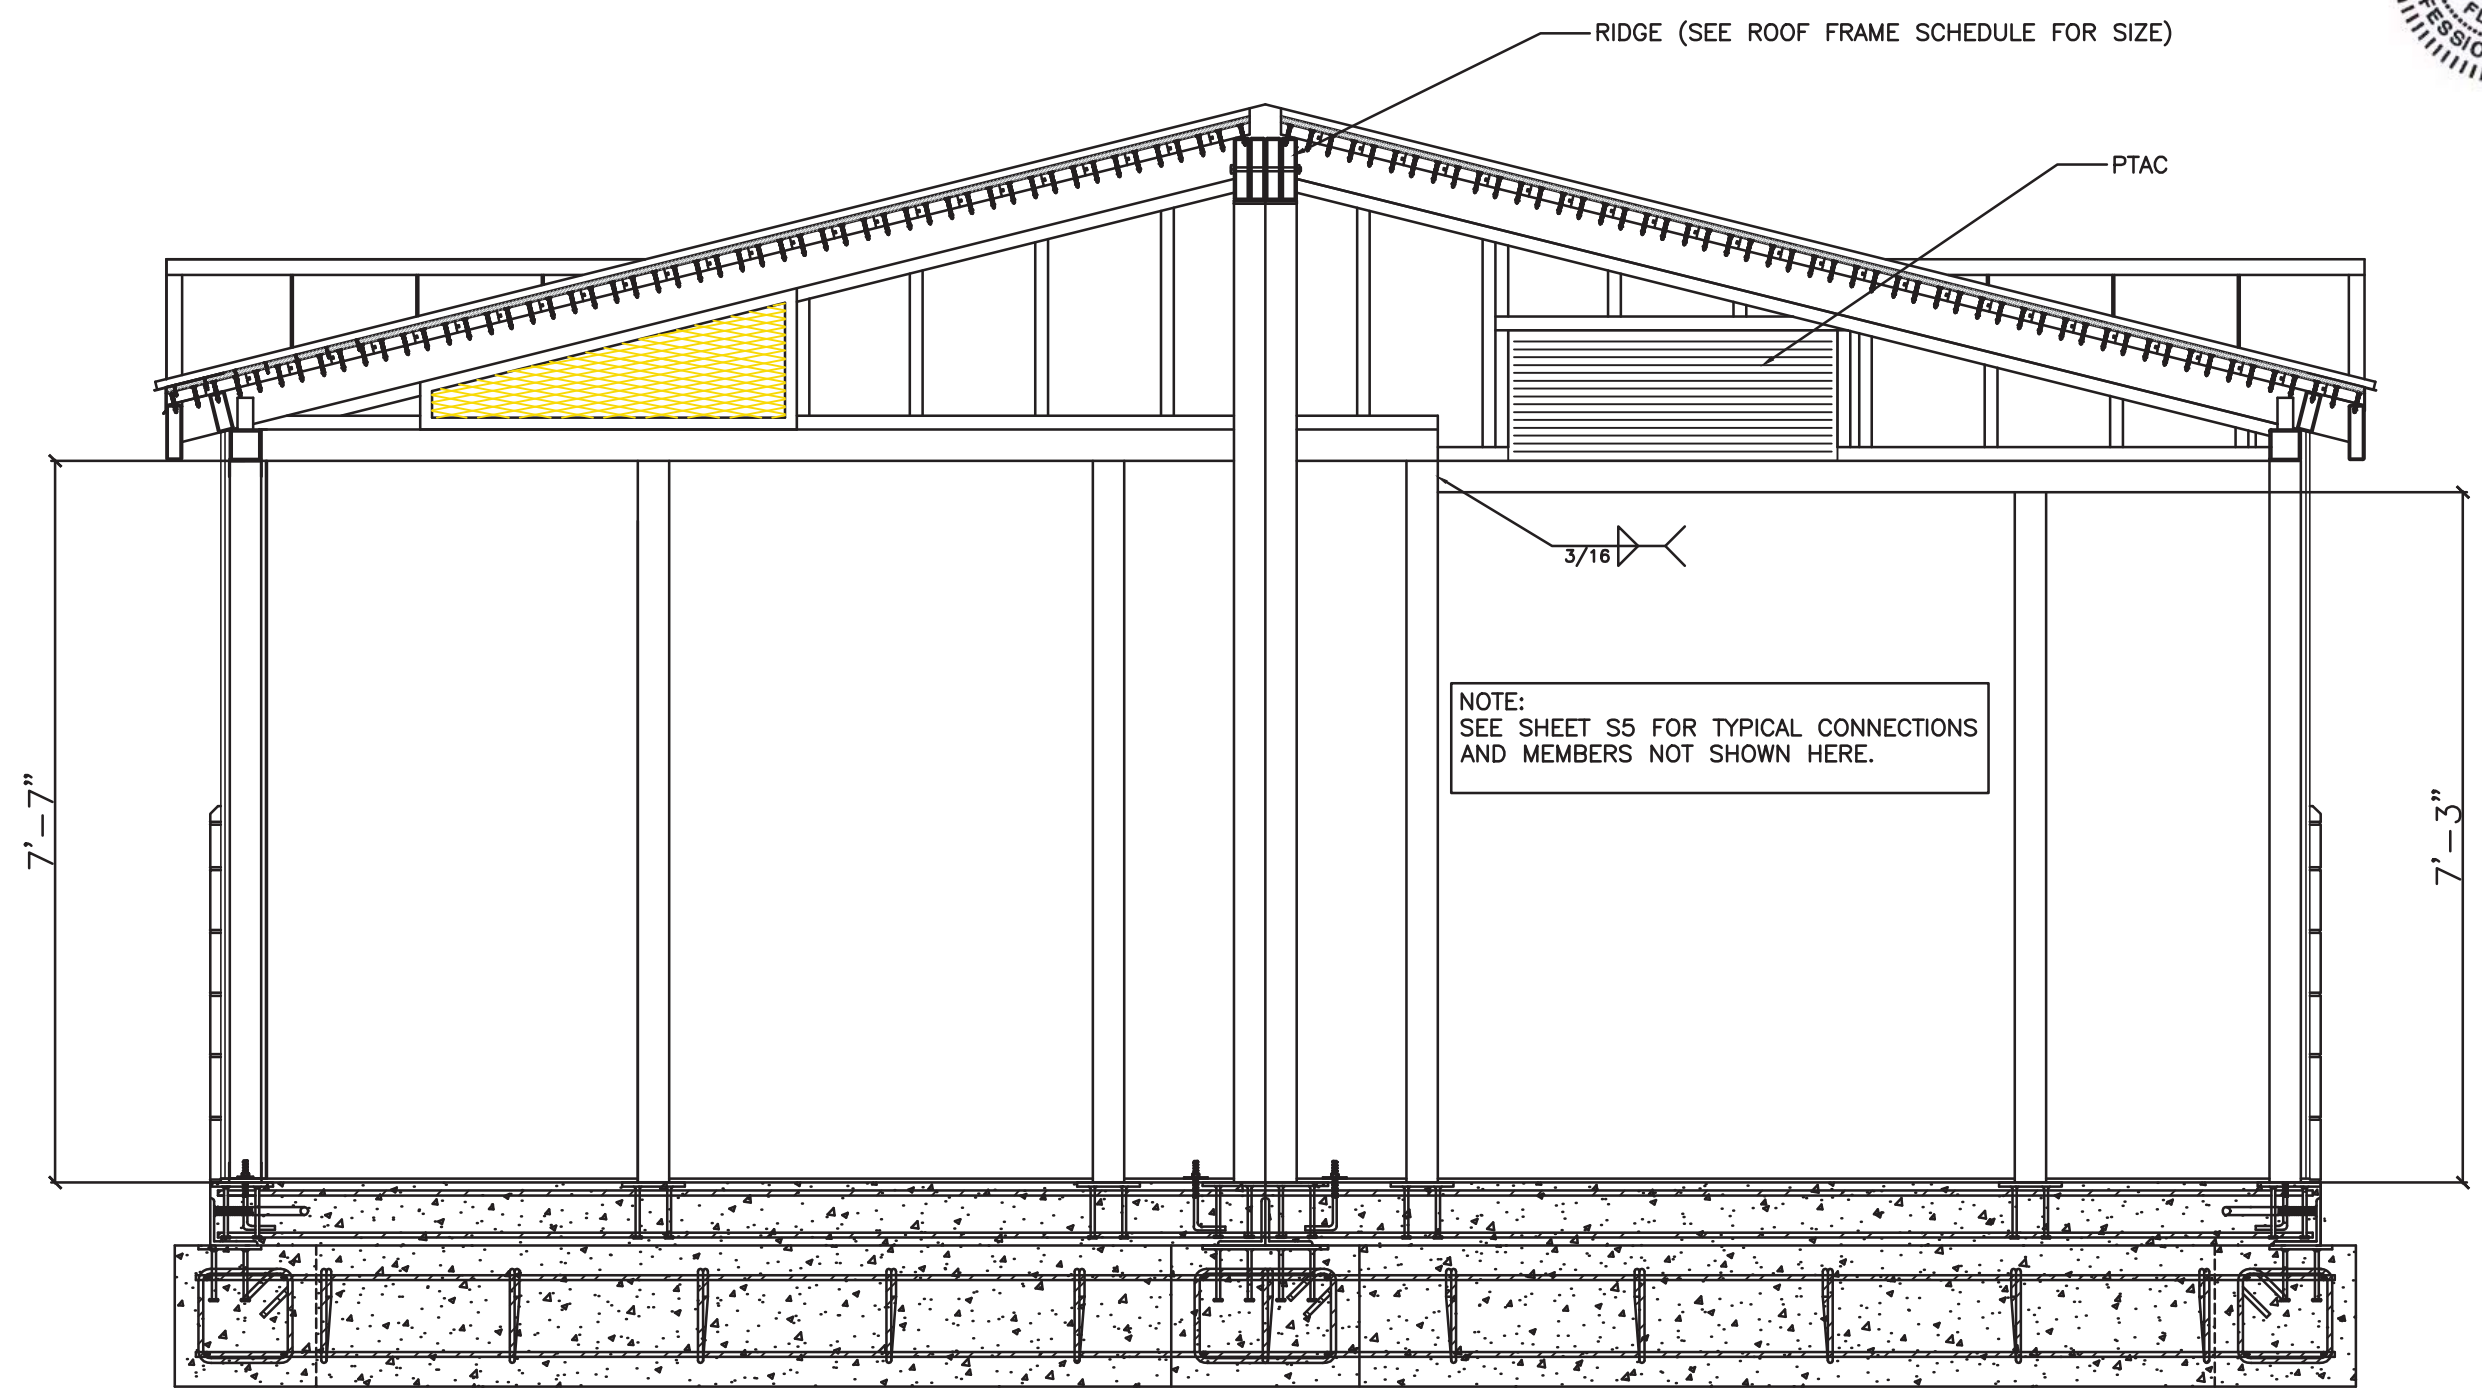 RIDGE (SEE ROOF FRAME SCHEDULE FOR SIZE)
PTAC
3/16
NOTE:
SEE SHEET S5 FOR TYPICAL CONNECTIONS
AND MEMBERS NOT SHOWN HERE.
7'-7"
7'-3"